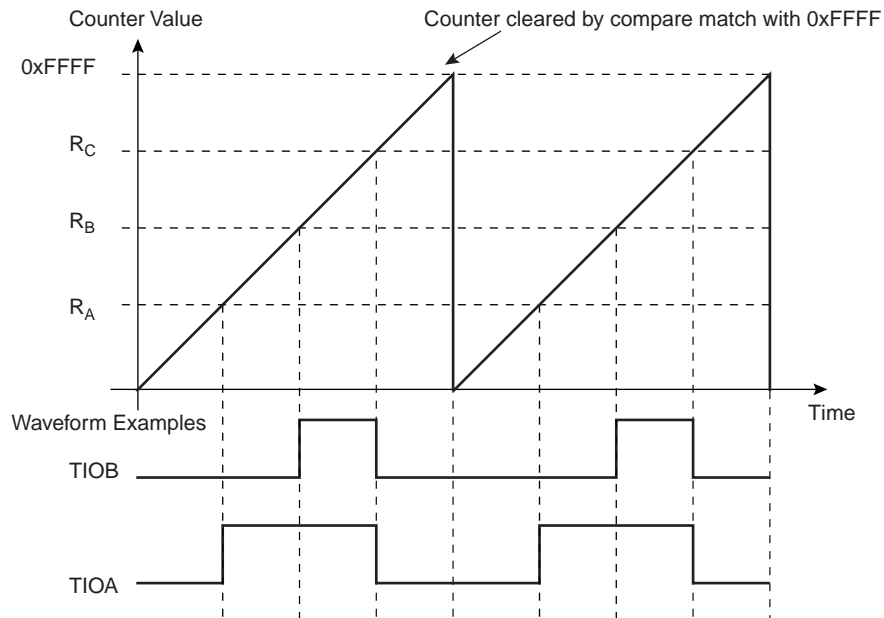 Counter Value
Counter cleared by compare match with 0xFFFF
0xFFFF
RC
RB
RA
Time
Waveform Examples
TIOB
TIOA